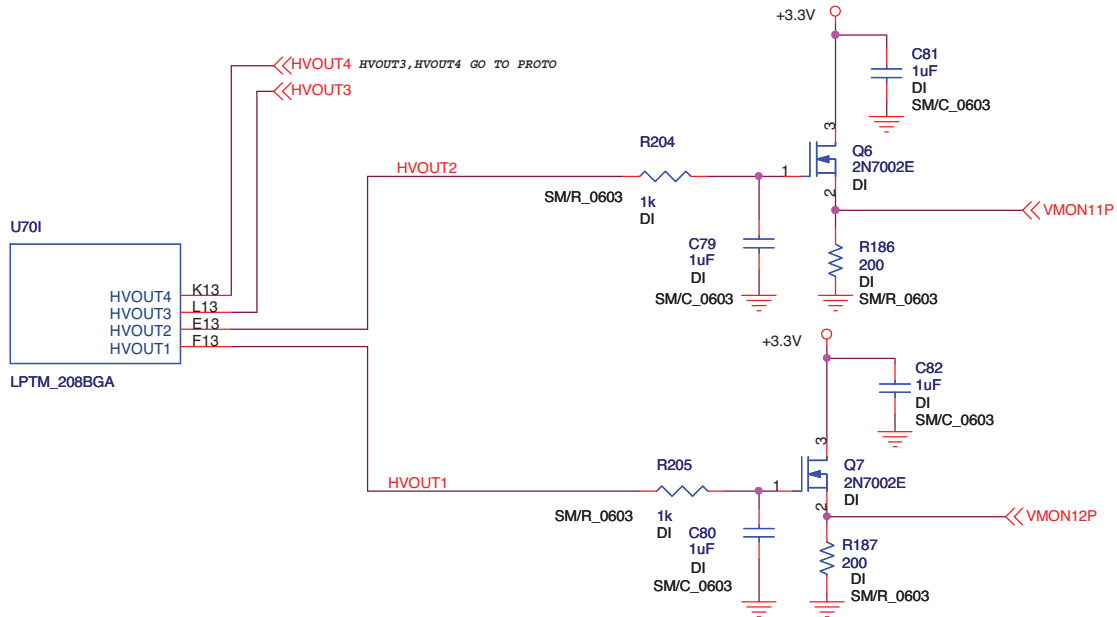 +3.3V
C81
1uF
DI
SM/C_0603
HVOUT4 HVOUT3,HVOUT4 GO TO PROTO
HVOUT3
3
R204
Q6
2N7002E
DI
HVOUT2
1
2
SM/R_0603
1k
DI
VMON11P
U70I
C79
1uF
DI
SM/C_0603
R186
200
DI
SM/R_0603
HVOUT4 K13
HVOUT3 L13
HVOUT2 E13
HVOUT1 F13
LPTM_208BGA
+3.3V
C82
1uF
DI
SM/C_0603
3
R205
Q7
2N7002E
DI
HVOUT1
1
2
SM/R_0603
1k
DI
VMON12P
C80
1uF
DI
SM/C_0603
R187
200
DI
SM/R_0603